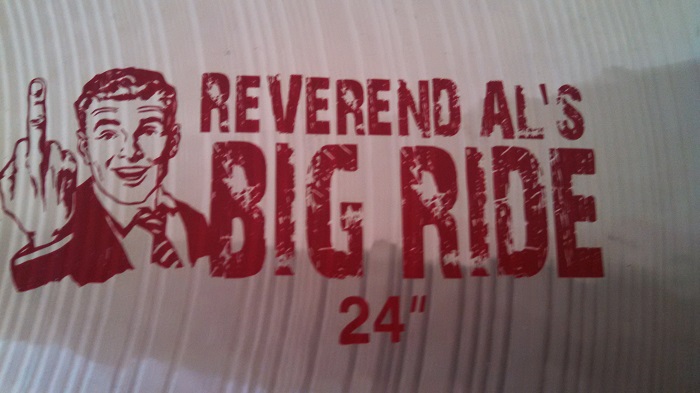 REVEREND AL'S
BIG RIDE
24"